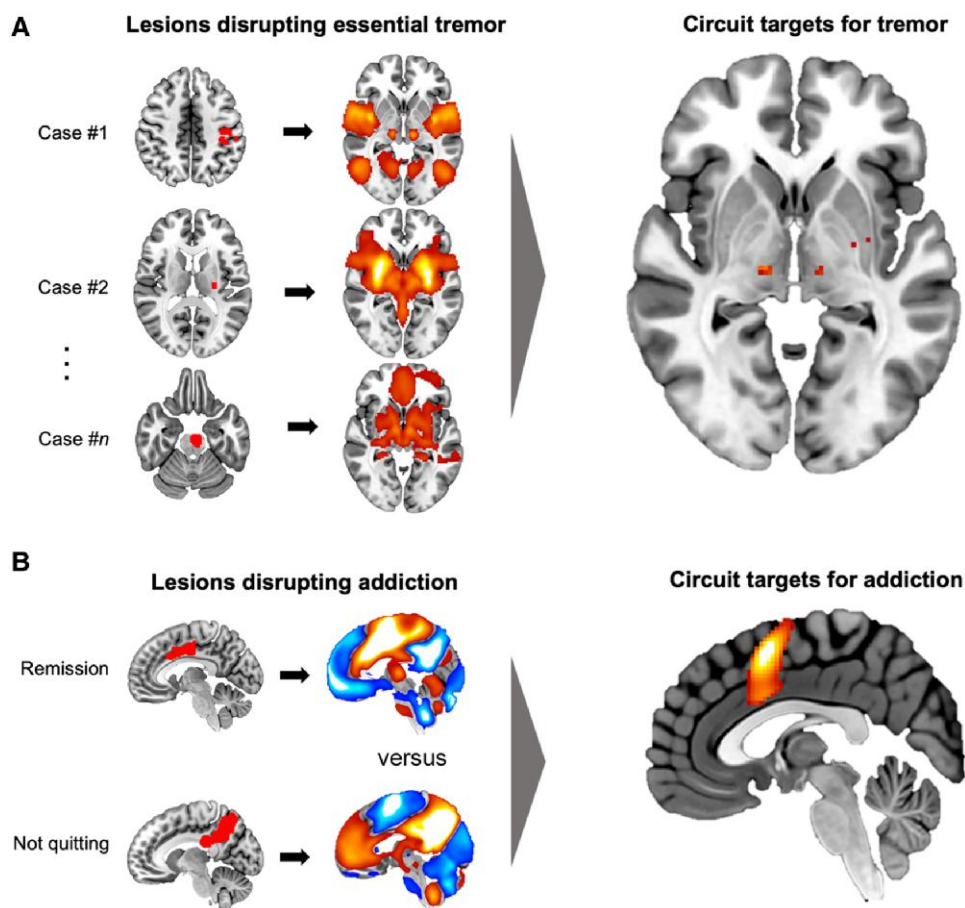 A
Lesions disrupting essential tremor
Circuit targets for tremor
Case #1
Case #2
⋮
Case #n
B
Lesions disrupting addiction
Circuit targets for addiction
Remission
versus
Not quitting